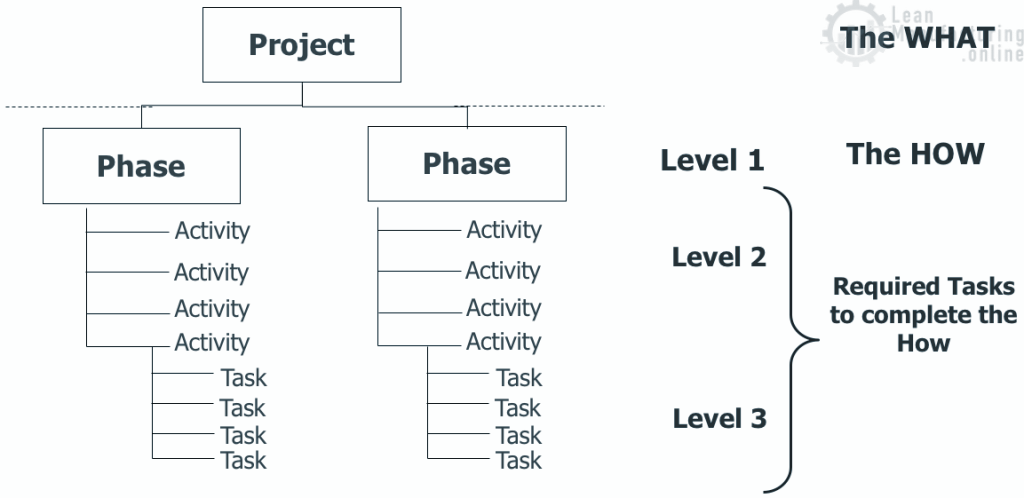 Lean
Manufacturing
.online
Project
The WHAT
Phase
Phase
Level 1
The HOW
Activity
Activity
Activity
Activity
Activity
Activity
Activity
Activity
Task
Task
Task
Task
Task
Task
Task
Task
Level 2
Required Tasks
to complete the
How
Level 3